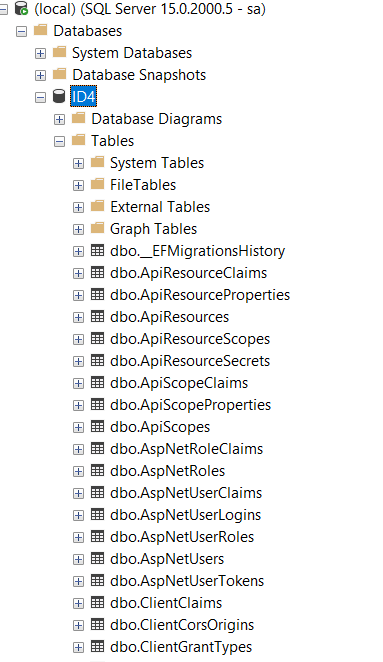 (local) (SQL Server 15.0.2000.5 - sa)
Databases
System Databases
Database Snapshots
ID4
Database Diagrams
Tables
System Tables
FileTables
External Tables
Graph Tables
dbo.__EFMigrationsHistory
dbo.ApiResourceClaims
dbo.ApiResourceProperties
dbo.ApiResources
dbo.ApiResourceScopes
dbo.ApiResourceSecrets
dbo.ApiScopeClaims
dbo.ApiScopeProperties
dbo.ApiScopes
dbo.AspNetRoleClaims
dbo.AspNetRoles
dbo.AspNetUserClaims
dbo.AspNetUserLogins
dbo.AspNetUserRoles
dbo.AspNetUsers
dbo.AspNetUserTokens
dbo.ClientClaims
dbo.ClientCorsOrigins
dbo.ClientGrantTypes